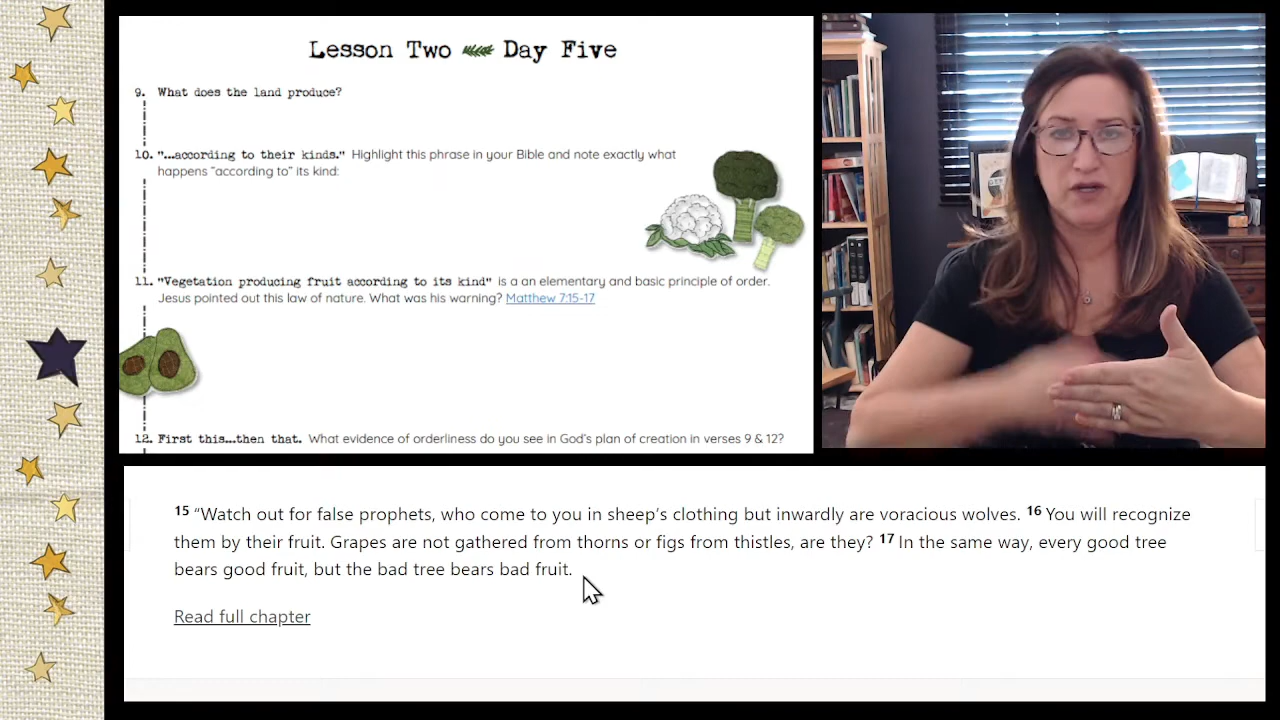 Lesson Two Day Five
9. What does the land produce?
10. "...according to their kinds." Highlight this phrase in your Bible and note exactly what
happens "according to" its kind:
11. "Vegetation producing fruit according to its kind" is a an elementary and basic principle of order.
Jesus pointed out this law of nature. What was his warning? Matthew 7:15-17
12. First this...then that. What evidence of orderliness do you see in God's plan of creation in verses 9 & 12?
15 "Watch out for false prophets, who come to you in sheep's clothing but inwardly are voracious wolves. 16 You will recognize
them by their fruit. Grapes are not gathered from thorns or figs from thistles, are they? 17 In the same way, every good tree
bears good fruit, but the bad tree bears bad fruit.
Read full chapter